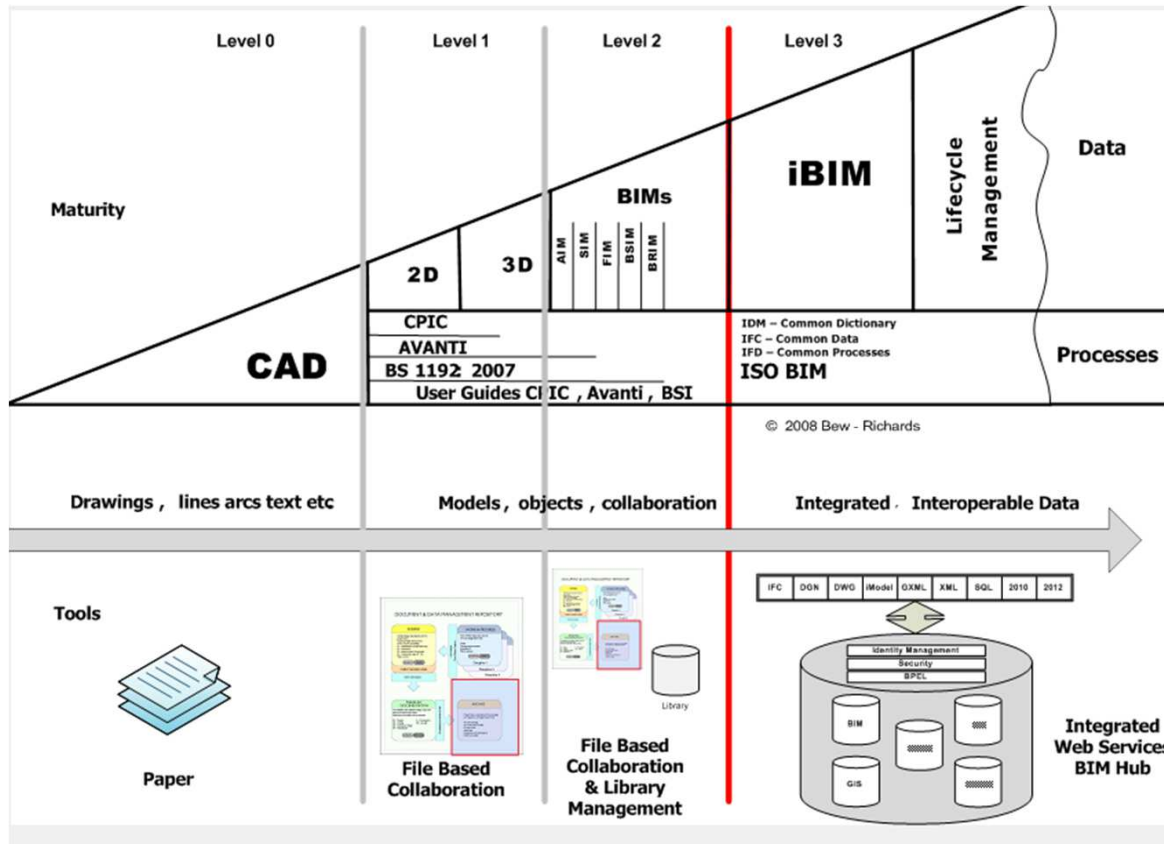 Level 0
Level 1
Level 2
Level 3
Maturity
CAD
2D
3D
BIMs
AIM
SIM
FIM
BSIM
BRIM
iBIM
Lifecycle
Management
Data
CPIC
AVANTI
BS 1192: 2007
User Guides CPIC , Avanti , BSI
IDM – Common Dictionary
IFC – Common Data
IFD – Common Processes
ISO BIM
Processes
© 2008 Bew - Richards
Drawings , lines arcs text etc.
Models , objects , collaboration
Integrated , Interoperable Data
Tools
Paper
DOCUMENT & DATA MANAGEMENT REPOSITORY
File Based
Collaboration
Library
File Based
Collaboration
& Library
Management
IFC DGN DWG iModel GXML XML SQL 2010 2012
Identity Management
Security
BPEL
BIM
GIS
Integrated
Web Services
BIM Hub